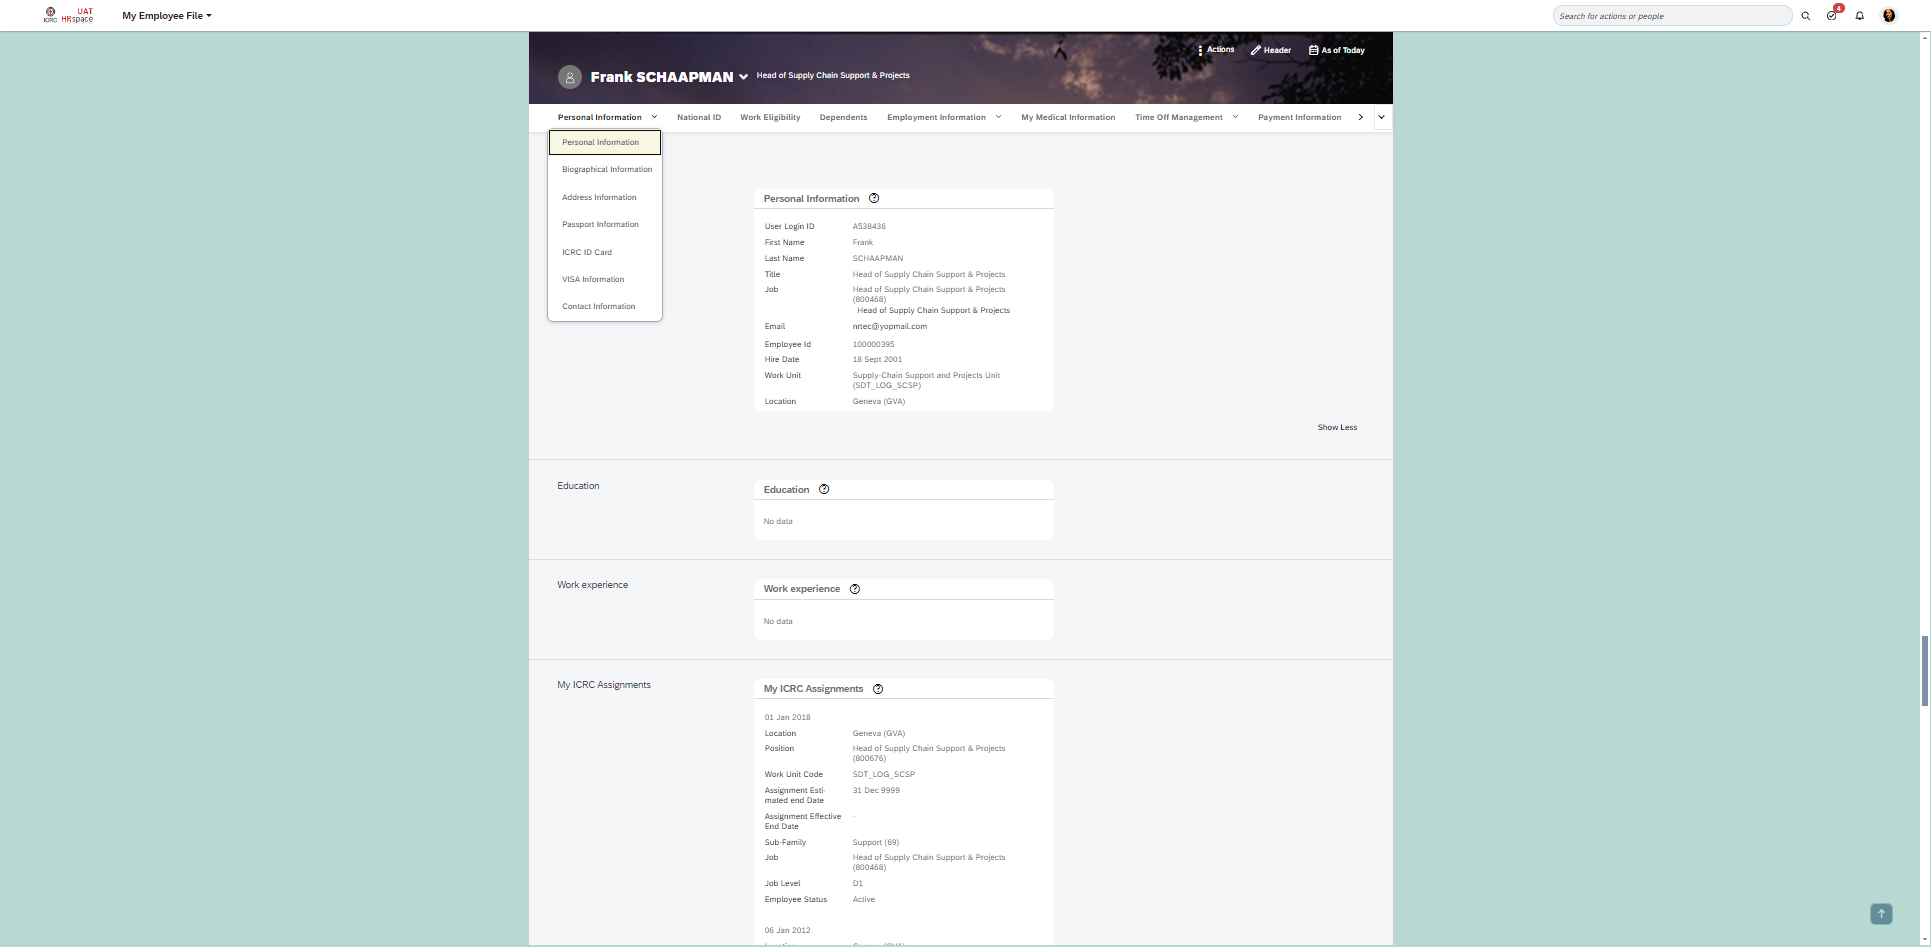 ICRC UAT HRspace
My Employee File
Search for actions or people
4
Actions Header As of Today
Frank SCHAAPMAN Head of Supply Chain Support & Projects
Personal Information National ID Work Eligibility Dependents Employment Information My Medical Information Time Off Management Payment Information
Personal Information
Biographical Information
Address Information
Passport Information
ICRC ID Card
VISA Information
Contact Information
Personal Information
User Login ID A538436
First Name Frank
Last Name SCHAAPMAN
Title Head of Supply Chain Support & Projects
Job Head of Supply Chain Support & Projects
(800468)
Head of Supply Chain Support & Projects
Email nrtec@yopmail.com
Employee Id 100000395
Hire Date 18 Sept 2001
Work Unit Supply-Chain Support and Projects Unit
(SDT_LOG_SCSP)
Location Geneva (GVA)
Show Less
Education
Education
No data
Work experience
Work experience
No data
My ICRC Assignments
My ICRC Assignments
01 Jan 2018
Location Geneva (GVA)
Position Head of Supply Chain Support & Projects
(800676)
Work Unit Code SDT_LOG_SCSP
Assignment Esti- 31 Dec 9999
mated end Date
Assignment Effective -
End Date
Sub-Family Support (69)
Job Head of Supply Chain Support & Projects
(800468)
Job Level D1
Employee Status Active
06 Jan 2012